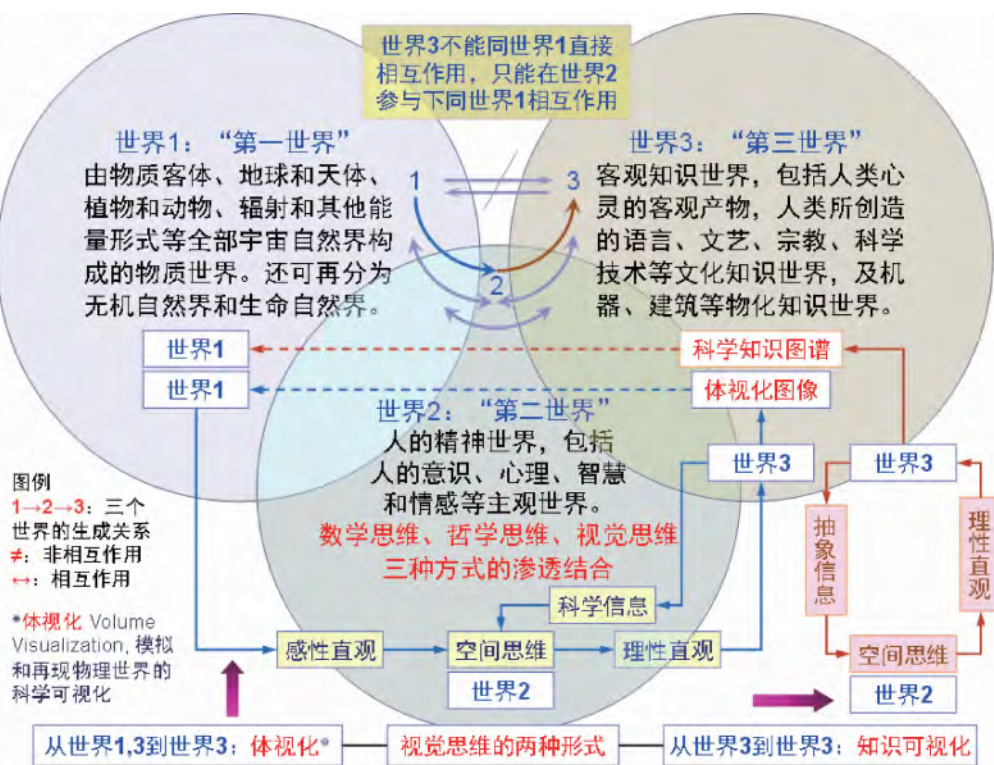 世界3不能同世界1直接
相互作用，只能在世界2
参与下同世界1相互作用
世界1：“第一世界”
由物质客体、地球和天体、
植物和动物、辐射和其他能
量形式等全部宇宙自然界构
成的物质世界。还可再分为
无机自然界和生命自然界。
1
3
2
世界3：“第三世界”
客观知识世界，包括人类心
灵的客观产物，人类所创造
的语言、文艺、宗教、科学
技术等文化知识世界，及机
器、建筑等物化知识世界。
世界1
科学知识图谱
世界1
体视化图像
世界2：“第二世界”
人的精神世界，包括
人的意识、心理、智慧
和情感等主观世界。
数学思维、哲学思维、视觉思维
三种方式的渗透结合
世界3
世界3
抽象信息
理性直观
图例
1→2→3：三个
世界的生成关系
≠：非相互作用
↔：相互作用
*体视化 Volume
Visualization, 模拟
和再现物理世界的
科学可视化
科学信息
感性直观
空间思维
理性直观
世界2
空间思维
世界2
从世界1,3到世界3：体视化*
视觉思维的两种形式
从世界3到世界3：知识可视化